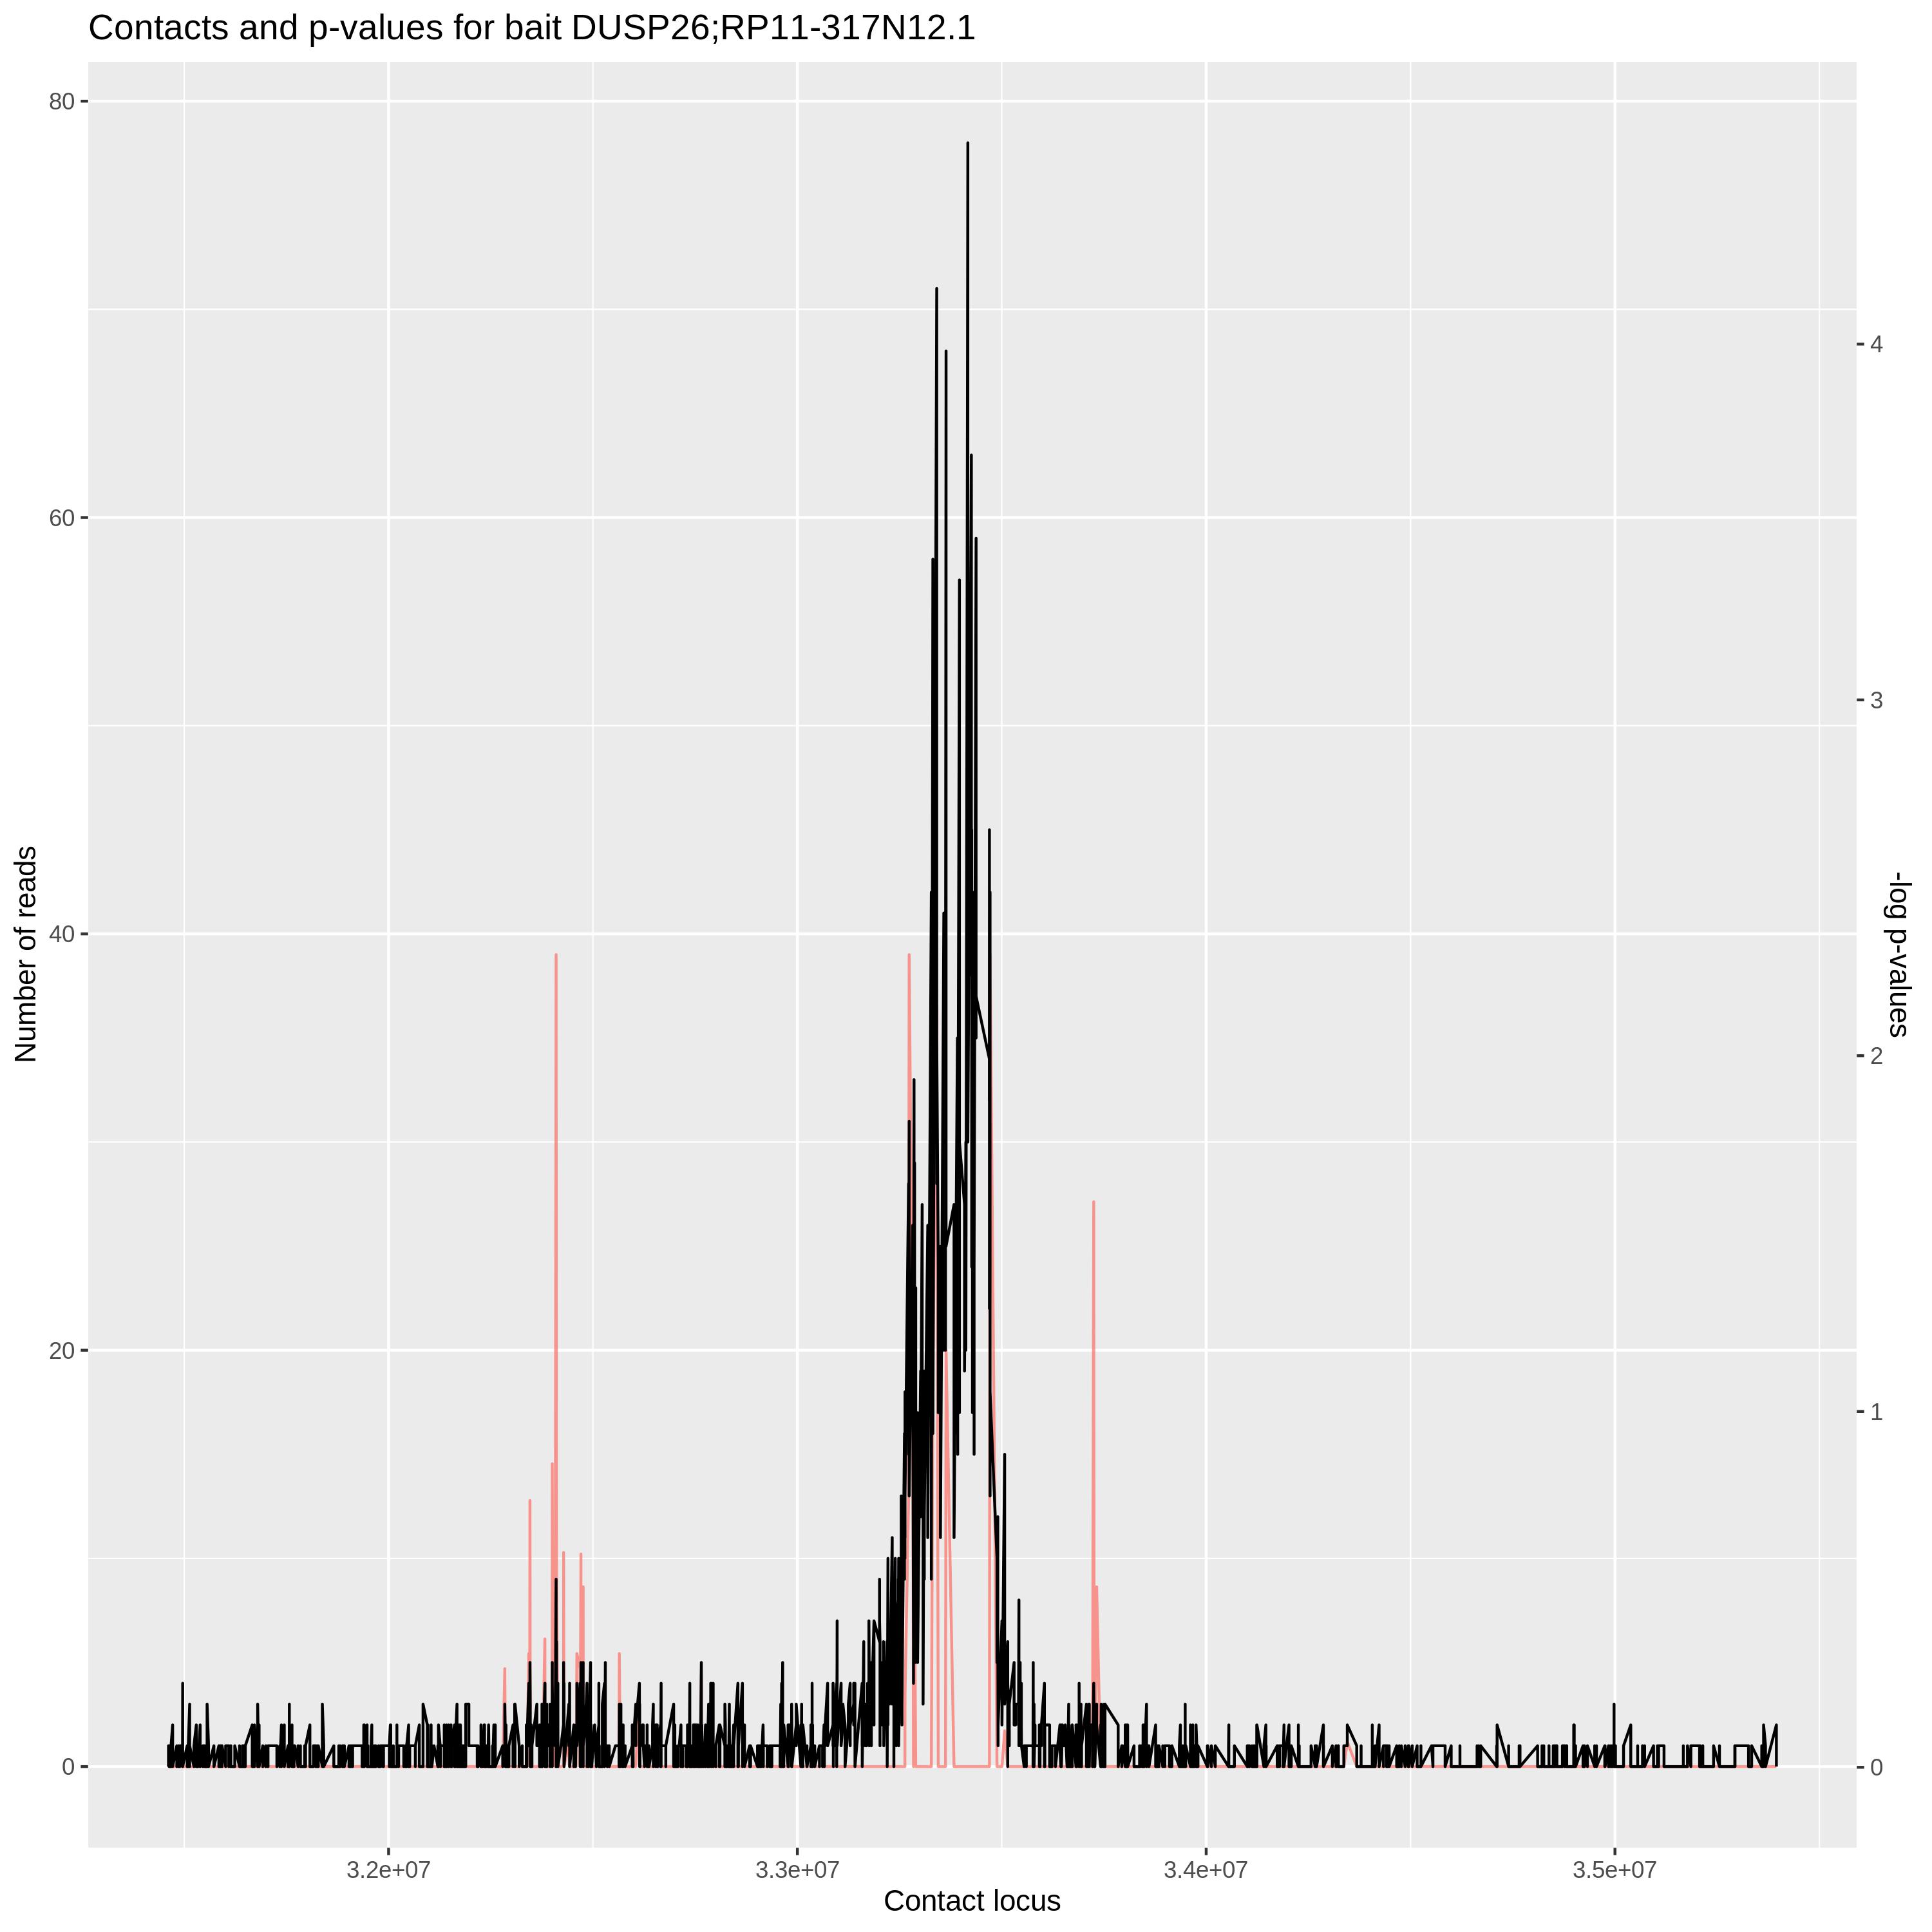 Contacts and p-values for bait DUSP26;RP11-317N12.1
80
60
40
20
0
Number of reads
4
3
2
1
0
-log p-values
3.2e+07
3.3e+07
3.4e+07
3.5e+07
Contact locus